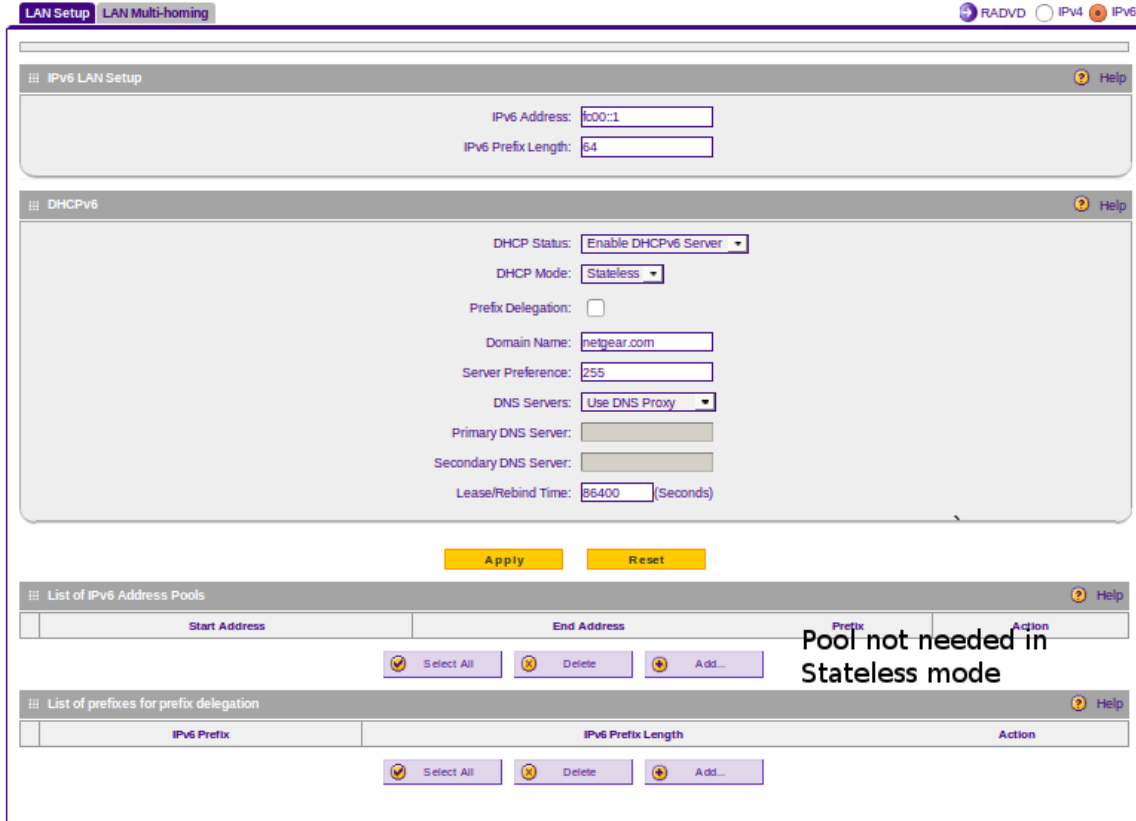 LAN Setup LAN Multi-homing RADVD IPv4 IPv6
IPv6 LAN Setup Help
IPv6 Address: fc00::1
IPv6 Prefix Length: 64
DHCPv6 Help
DHCP Status: Enable DHCPv6 Server
DHCP Mode: Stateless
Prefix Delegation:
Domain Name: netgear.com
Server Preference: 255
DNS Servers: Use DNS Proxy
Primary DNS Server:
Secondary DNS Server:
Lease/Rebind Time: 86400 (Seconds)
Apply Reset
List of IPv6 Address Pools Help
Start Address End Address Prefix Action
Pool not needed in
Stateless mode
Select All Delete Add...
List of prefixes for prefix delegation Help
IPv6 Prefix IPv6 Prefix Length Action
Select All Delete Add...